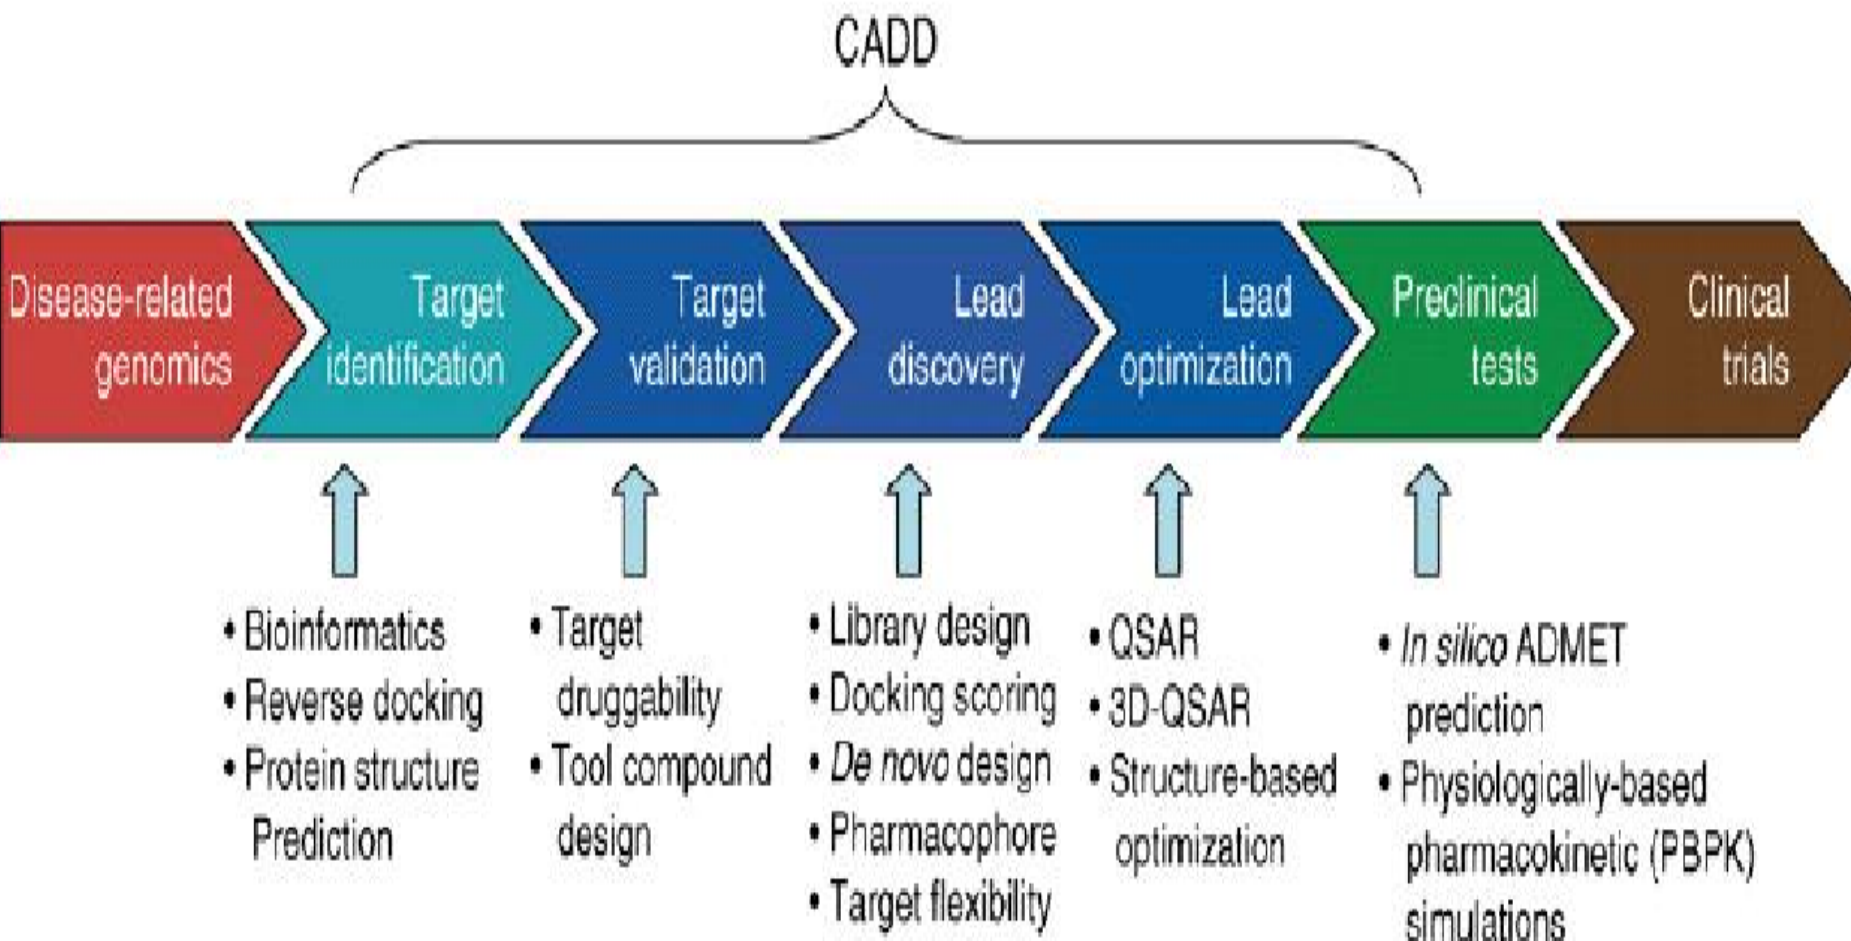 CADD
Disease-related
genomics
Target
identification
Target
validation
Lead
discovery
Lead
optimization
Preclinical
tests
Clinical
trials
• Bioinformatics
• Reverse docking
• Protein structure
Prediction
• Target
druggability
• Tool compound
design
• Library design
• Docking scoring
• De novo design
• Pharmacophore
• Target flexibility
• QSAR
• 3D-QSAR
• Structure-based
optimization
• In silico ADMET
prediction
• Physiologically-based
pharmacokinetic (PBPK)
simulations